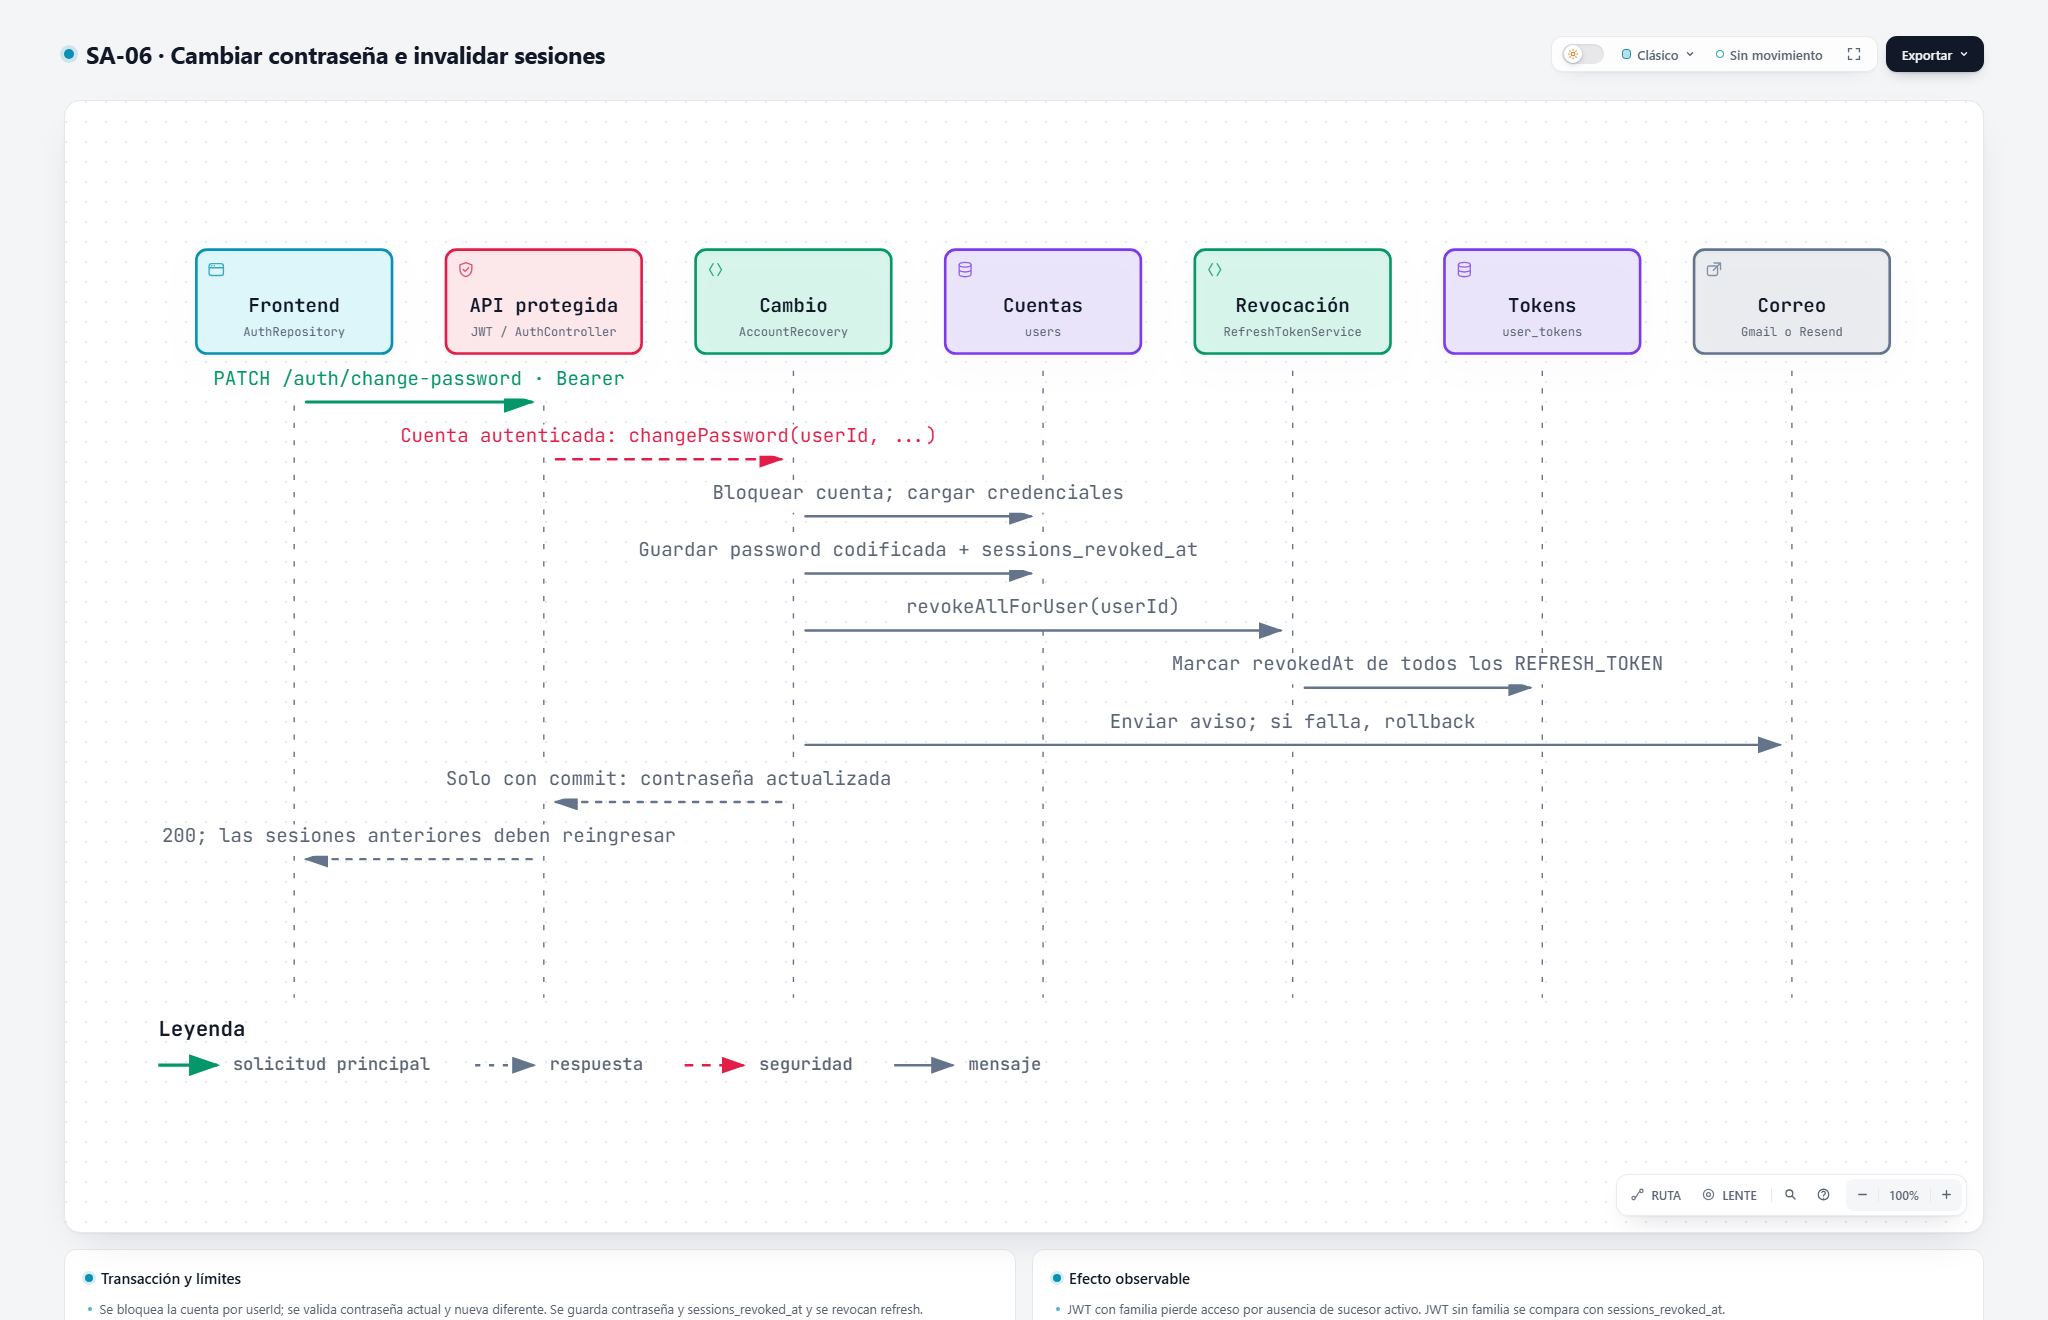 SA-06 · Cambiar contraseña e invalidar sesiones
Clásico
Sin movimiento
Exportar
Frontend
AuthRepository
API protegida
JWT / AuthController
Cambio
AccountRecovery
Cuentas
users
Revocación
RefreshTokenService
Tokens
user_tokens
Correo
Gmail o Resend
PATCH /auth/change-password · Bearer
Cuenta autenticada: changePassword(userId, ...)
Bloquear cuenta; cargar credenciales
Guardar password codificada + sessions_revoked_at
revokeAllForUser(userId)
Marcar revokedAt de todos los REFRESH_TOKEN
Enviar aviso; si falla, rollback
Solo con commit: contraseña actualizada
200; las sesiones anteriores deben reingresar
Leyenda
solicitud principal
respuesta
seguridad
mensaje
RUTA
LENTE
100%
Transacción y límites
• Se bloquea la cuenta por userId; se valida contraseña actual y nueva diferente. Se guarda contraseña y sessions_revoked_at y se revocan refresh.
Efecto observable
• JWT con familia pierde acceso por ausencia de sucesor activo. JWT sin familia se compara con sessions_revoked_at.